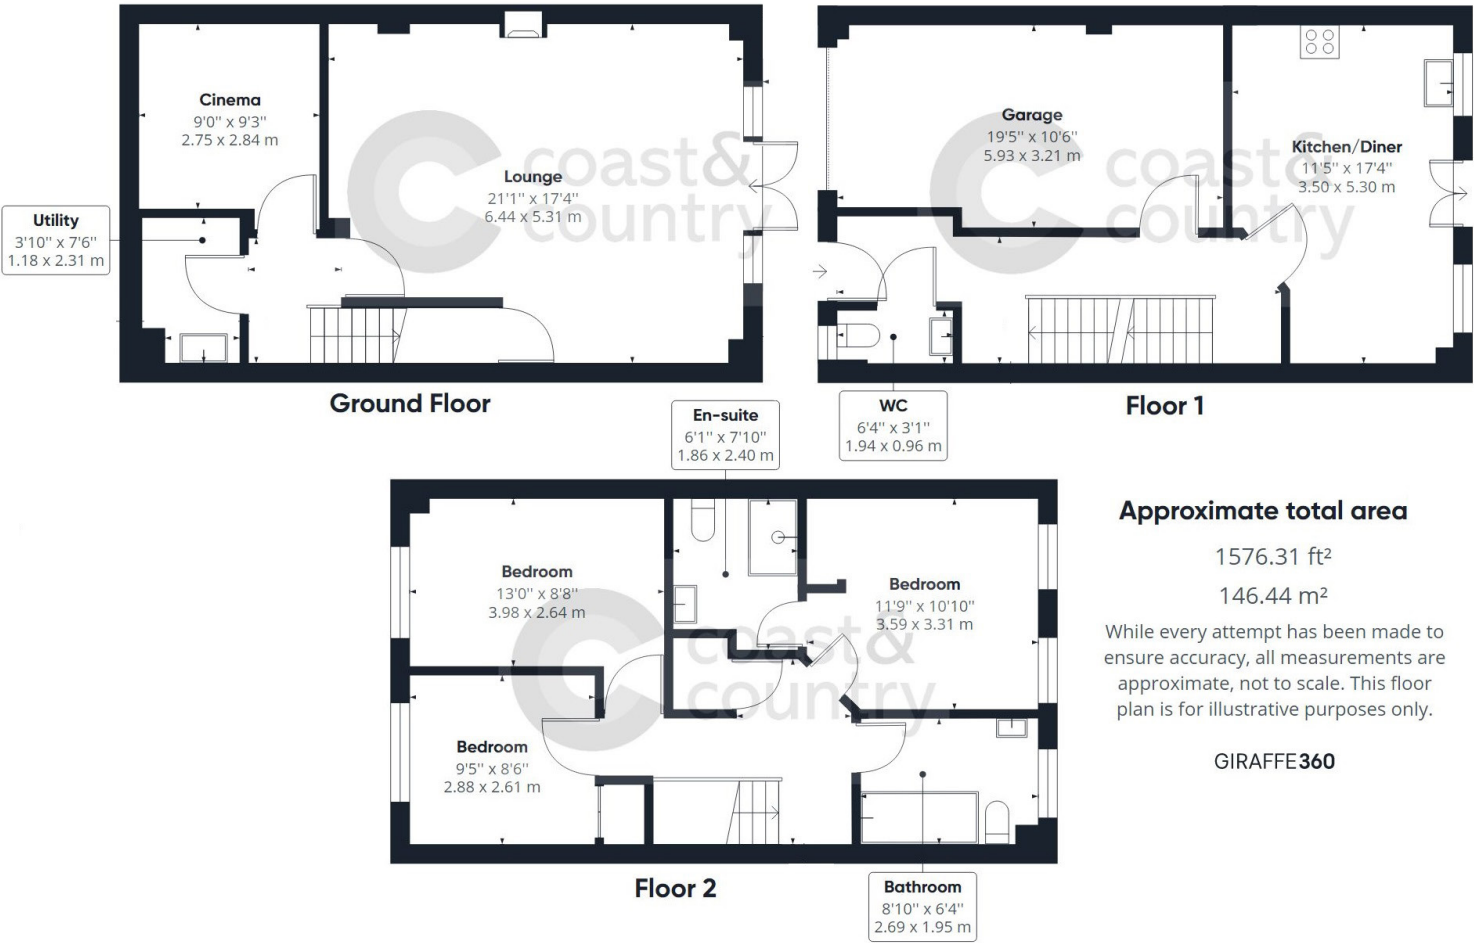 Cinema
9'0'' x 9'3''
2.75 x 2.84 m
Lounge
21'1'' x 17'4''
6.44 x 5.31 m
Utility
3'10'' x 7'6''
1.18 x 2.31 m
coast&
country
Ground Floor
Garage
19'5'' x 10'6''
5.93 x 3.21 m
Kitchen/Diner
11'5'' x 17'4''
3.50 x 5.30 m
coast&
country
WC
6'4'' x 3'1''
1.94 x 0.96 m
Floor 1
En-suite
6'1'' x 7'10''
1.86 x 2.40 m
Bedroom
13'0'' x 8'8''
3.98 x 2.64 m
Bedroom
11'9'' x 10'10''
3.59 x 3.31 m
coast&
country
Bedroom
9'5'' x 8'6''
2.88 x 2.61 m
Bathroom
8'10'' x 6'4''
2.69 x 1.95 m
Floor 2
Approximate total area
1576.31 ft²
146.44 m²
While every attempt has been made to
ensure accuracy, all measurements are
approximate, not to scale. This floor
plan is for illustrative purposes only.
GIRAFFE360